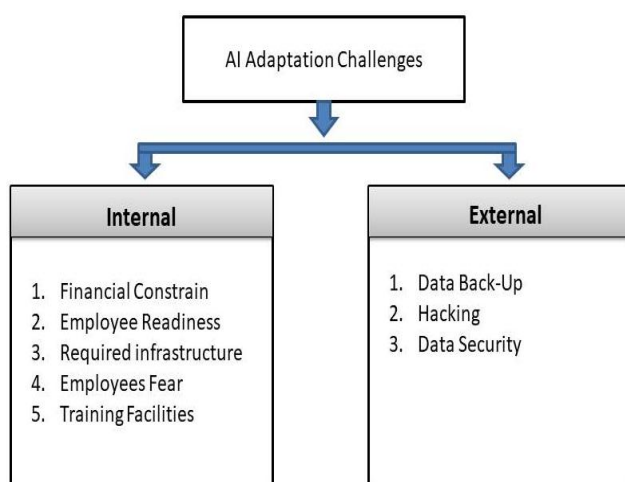 AI Adaptation Challenges
Internal
1. Financial Constrain
2. Employee Readiness
3. Required infrastructure
4. Employees Fear
5. Training Facilities
External
1. Data Back-Up
2. Hacking
3. Data Security